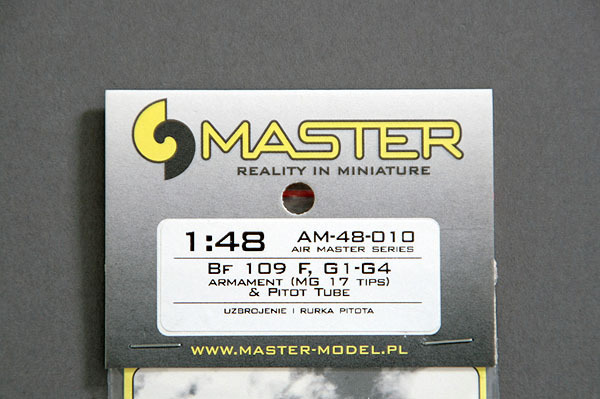 MASTER
REALITY IN MINIATURE
1:48 AM-48-010
AIR MASTER SERIES
BF 109 F, G1-G4
ARMAMENT (MG 17 TIPS)
& PITOT TUBE
UZBROJENIE I RURKA PITOTA
WWW.MASTER-MODEL.PL